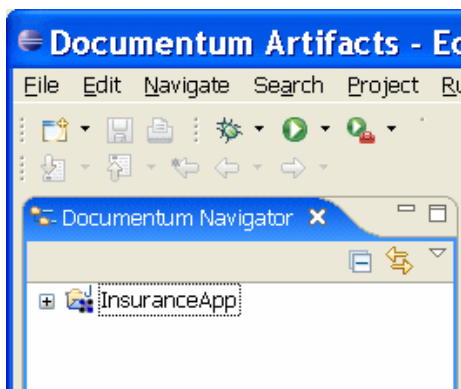 Documentum Artifacts - Ec
File Edit Navigate Search Project Ru
Documentum Navigator
InsuranceApp